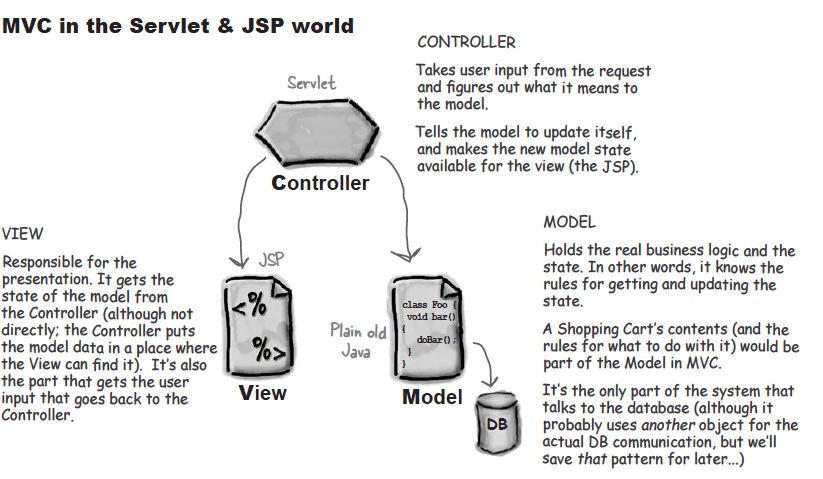 MVC in the Servlet & JSP world
CONTROLLER
Takes user input from the request
and figures out what it means to
the model.
Tells the model to update itself,
and makes the new model state
available for the view (the JSP).
Servlet
Controller
VIEW
Responsible for the
presentation. It gets the
state of the model from
the Controller (although not
directly; the Controller puts
the model data in a place where
the View can find it). It's also
the part that gets the user
input that goes back to the
Controller.
JSP
<%
%>
View
Plain old
Java
class Foo {
void bar()
{
doBar();
}
}
Model
DB
MODEL
Holds the real business logic and the
state. In other words, it knows the
rules for getting and updating the
state.
A Shopping Cart's contents (and the
rules for what to do with it) would be
part of the Model in MVC.
It's the only part of the system that
talks to the database (although it
probably uses another object for the
actual DB communication, but we'll
save that pattern for later...)